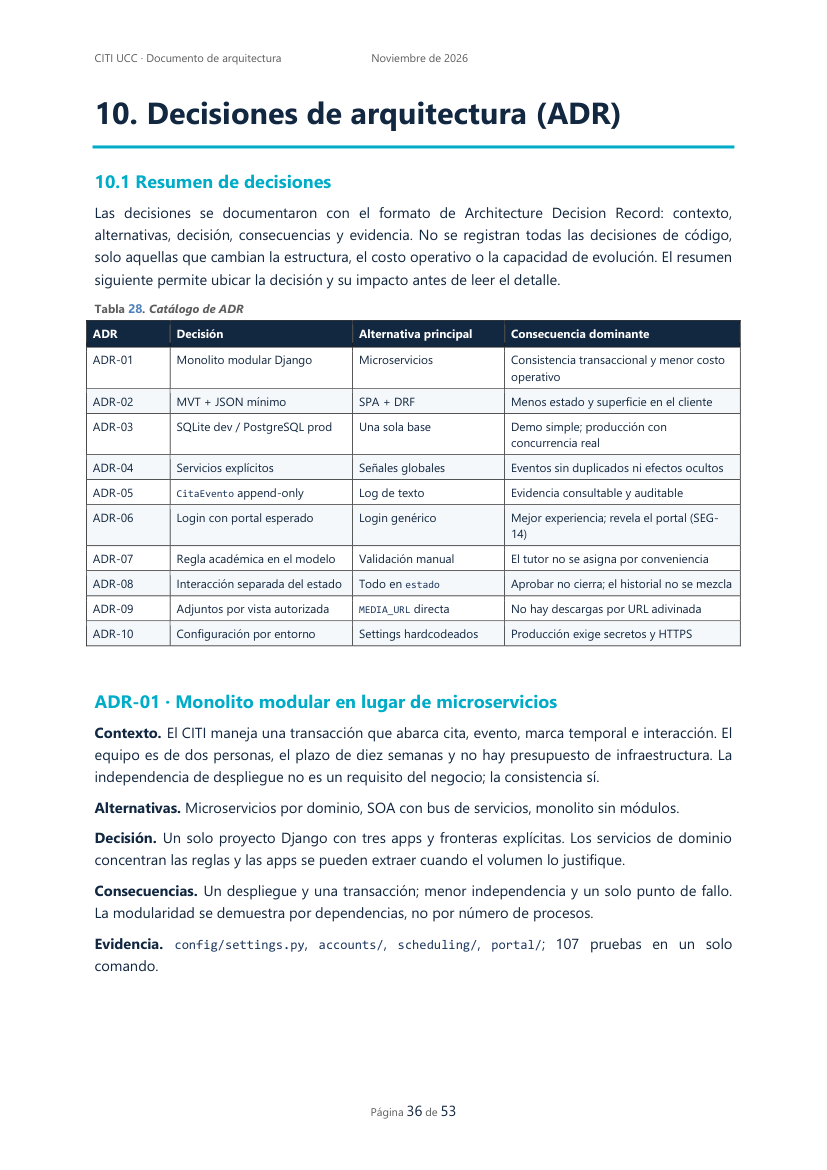 CITI UCC · Documento de arquitectura Noviembre de 2026
10. Decisiones de arquitectura (ADR)
10.1 Resumen de decisiones
Las decisiones se documentaron con el formato de Architecture Decision Record: contexto,
alternativas, decisión, consecuencias y evidencia. No se registran todas las decisiones de código,
solo aquellas que cambian la estructura, el costo operativo o la capacidad de evolución. El resumen
siguiente permite ubicar la decisión y su impacto antes de leer el detalle.
Tabla 28. Catálogo de ADR
ADR Decisión Alternativa principal Consecuencia dominante
ADR-01 Monolito modular Django Microservicios Consistencia transaccional y menor costo
operativo
ADR-02 MVT + JSON mínimo SPA + DRF Menos estado y superficie en el cliente
ADR-03 SQLite dev / PostgreSQL prod Una sola base Demo simple; producción con
concurrencia real
ADR-04 Servicios explícitos Señales globales Eventos sin duplicados ni efectos ocultos
ADR-05 CitaEvento append-only Log de texto Evidencia consultable y auditable
ADR-06 Login con portal esperado Login genérico Mejor experiencia; revela el portal (SEG-
14)
ADR-07 Regla académica en el modelo Validación manual El tutor no se asigna por conveniencia
ADR-08 Interacción separada del estado Todo en estado Aprobar no cierra; el historial no se mezcla
ADR-09 Adjuntos por vista autorizada MEDIA_URL directa No hay descargas por URL adivinada
ADR-10 Configuración por entorno Settings hardcodeados Producción exige secretos y HTTPS
ADR-01 · Monolito modular en lugar de microservicios
Contexto. El CITI maneja una transacción que abarca cita, evento, marca temporal e interacción. El
equipo es de dos personas, el plazo de diez semanas y no hay presupuesto de infraestructura. La
independencia de despliegue no es un requisito del negocio; la consistencia sí.
Alternativas. Microservicios por dominio, SOA con bus de servicios, monolito sin módulos.
Decisión. Un solo proyecto Django con tres apps y fronteras explícitas. Los servicios de dominio
concentran las reglas y las apps se pueden extraer cuando el volumen lo justifique.
Consecuencias. Un despliegue y una transacción; menor independencia y un solo punto de fallo.
La modularidad se demuestra por dependencias, no por número de procesos.
Evidencia. config/settings.py, accounts/, scheduling/, portal/; 107 pruebas en un solo
comando.
Página 36 de 53